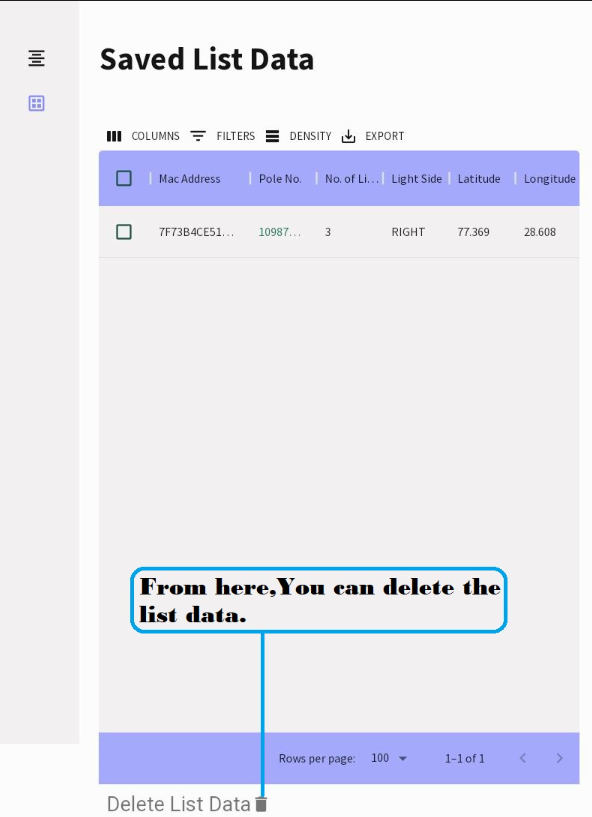 Saved List Data
COLUMNS FILTERS DENSITY EXPORT
Mac Address Pole No. No. of Li... Light Side Latitude Longitude
7F73B4CE51... 10987... 3 RIGHT 77.369 28.608
From here,You can delete the
list data.
Rows per page: 100 1–1 of 1
Delete List Data